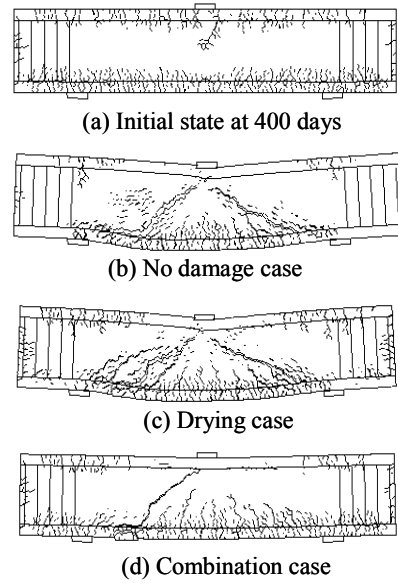 (a) Initial state at 400 days
(b) No damage case
(c) Drying case
(d) Combination case